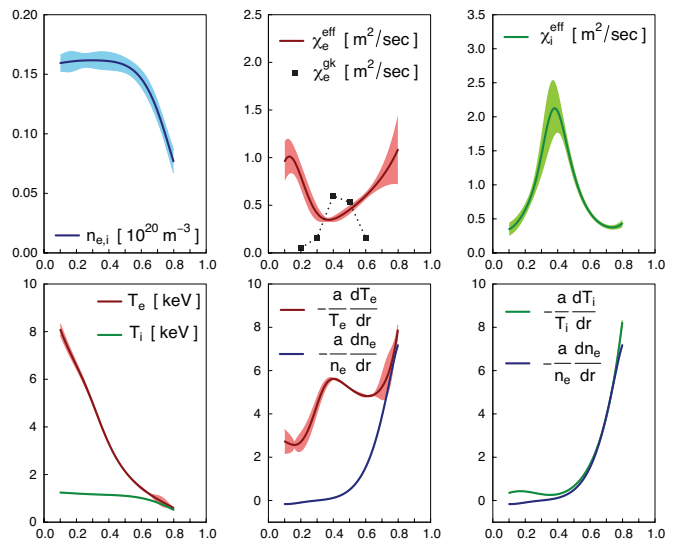 0.20
0.15
0.10
0.05
0.00
n_{e,i} [ 10^{20} m^{-3} ]
0.0 0.2 0.4 0.6 0.8 1.0
2.5
2.0
1.5
1.0
0.5
0.0
χ_e^{eff} [ m^2/sec ]
χ_e^{gk} [ m^2/sec ]
0.0 0.2 0.4 0.6 0.8 1.0
3.5
3.0
2.5
2.0
1.5
1.0
0.5
0.0
χ_i^{eff} [ m^2/sec ]
0.0 0.2 0.4 0.6 0.8 1.0
10
8
6
4
2
0
T_e [ keV ]
T_i [ keV ]
0.0 0.2 0.4 0.6 0.8 1.0
10
8
6
4
2
0
-a/T_e dT_e/dr
-a/n_e dn_e/dr
0.0 0.2 0.4 0.6 0.8 1.0
10
8
6
4
2
0
-a/T_i dT_i/dr
-a/n_e dn_e/dr
0.0 0.2 0.4 0.6 0.8 1.0